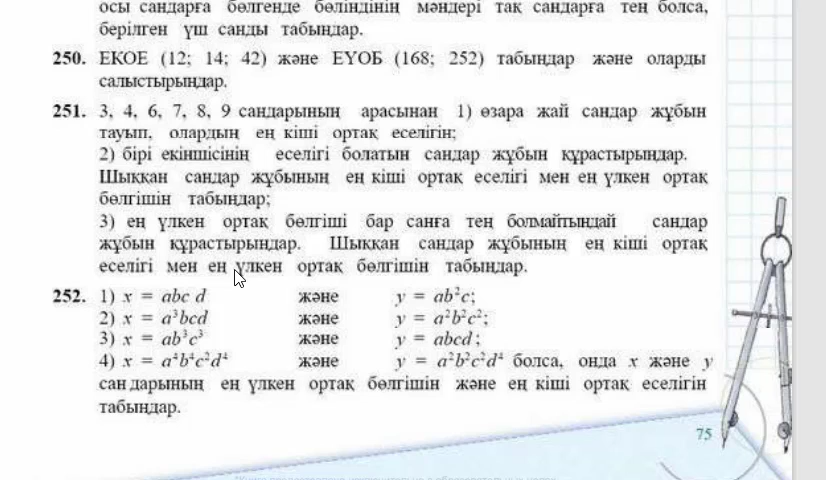 осы сандарға бөлгенде бөліндінің мәндері тақ сандарға тең болса,
берілген үш санды табыңдар.
250. ЕКОЕ (12; 14; 42) және ЕҮОБ (168; 252) табыңдар және оларды
салыстырыңдар.
251. 3, 4, 6, 7, 8, 9 сандарының арасынан 1) өзара жай сандар жұбын
тауып, олардың ең кіші ортақ еселігін;
2) бірі екіншісінің еселігі болатын сандар жұбын құрастырыңдар.
Шыққан сандар жұбының ең кіші ортақ еселігі мен ең үлкен ортақ
бөлгішін табыңдар;
3) ең үлкен ортақ бөлгіші бар санға тең болмайтындай сандар
жұбын құрастырыңдар. Шыққан сандар жұбының ең кіші ортақ
еселігі мен ең үлкен ортақ бөлгішін табыңдар.
252. 1) x = abc d және y = ab²c;
2) x = a³bcd және y = a²b²c²;
3) x = ab³c³ және y = abcd;
4) x = a⁴b⁴c²d⁴ және y = a²b²c²d⁴ болса, онда x және y
сандарының ең үлкен ортақ бөлгішін және ең кіші ортақ еселігін
табыңдар.
75